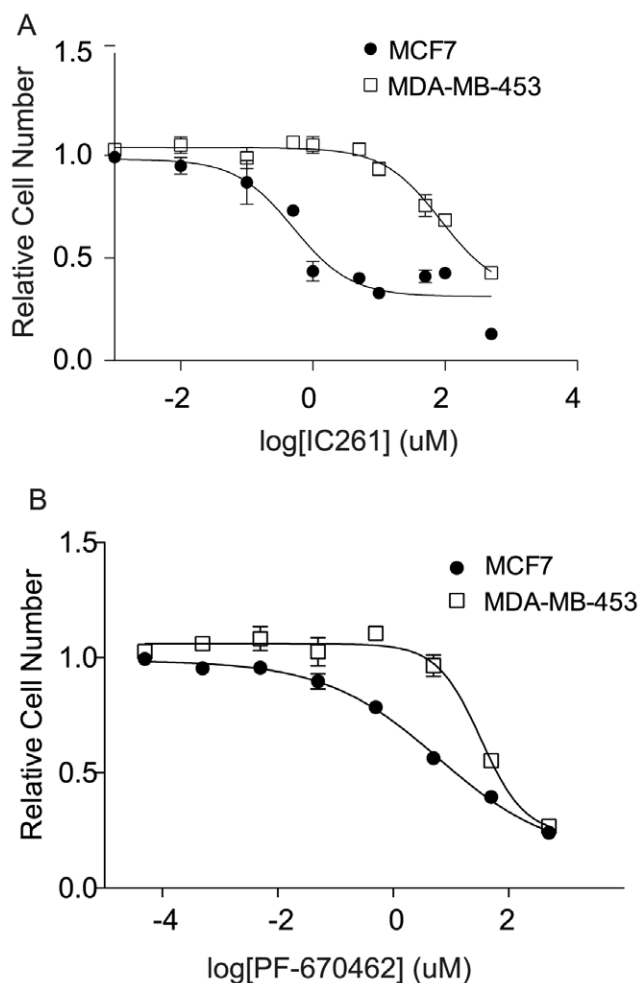 A
1.5
MCF7
MDA-MB-453
1.0
0.5
0.0
Relative Cell Number
-2
0
2
4
log[IC261] (uM)
B
1.5
MCF7
MDA-MB-453
1.0
0.5
0.0
Relative Cell Number
-4
-2
0
2
log[PF-670462] (uM)